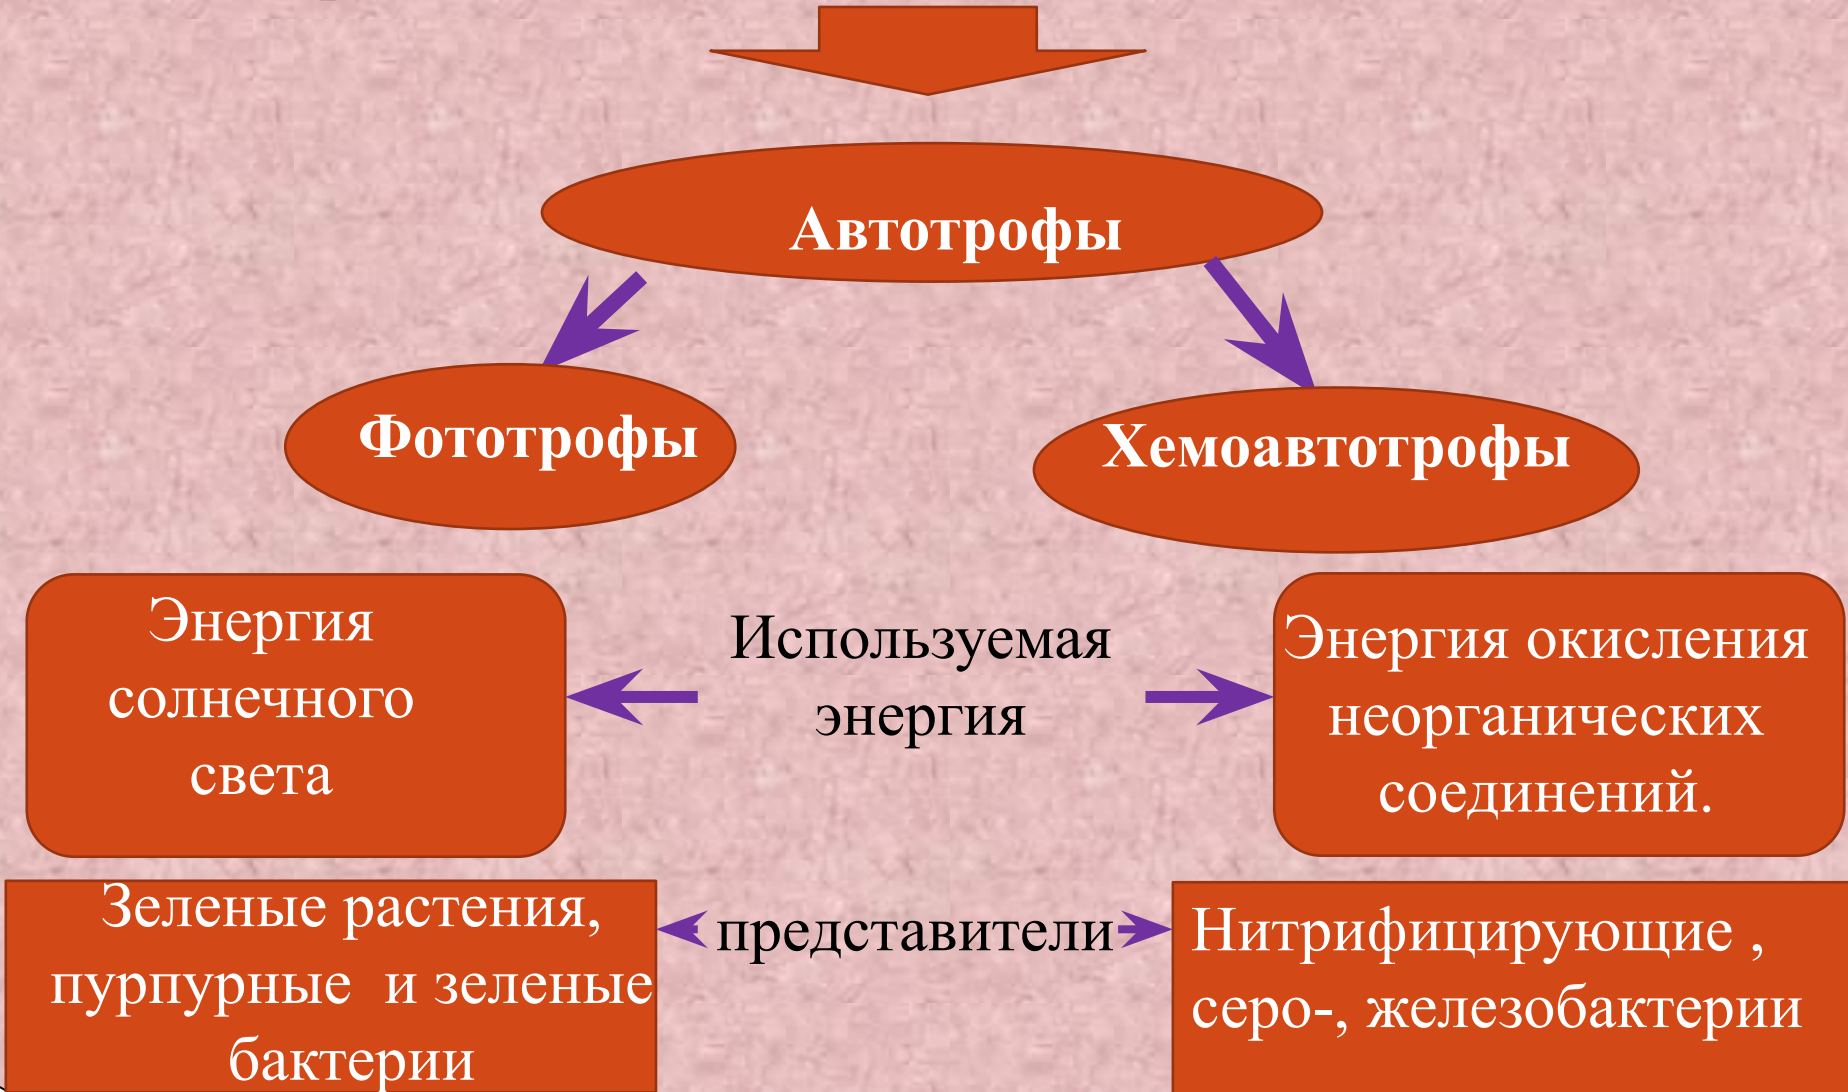 Автотрофы
Фототрофы
Хемоавтотрофы
Энергия
солнечного
света
Используемая
энергия
Энергия окисления
неорганических
соединений.
Зеленые растения,
пурпурные и зеленые
бактерии
представители
Нитрифицирующие ,
серо-, железобактерии